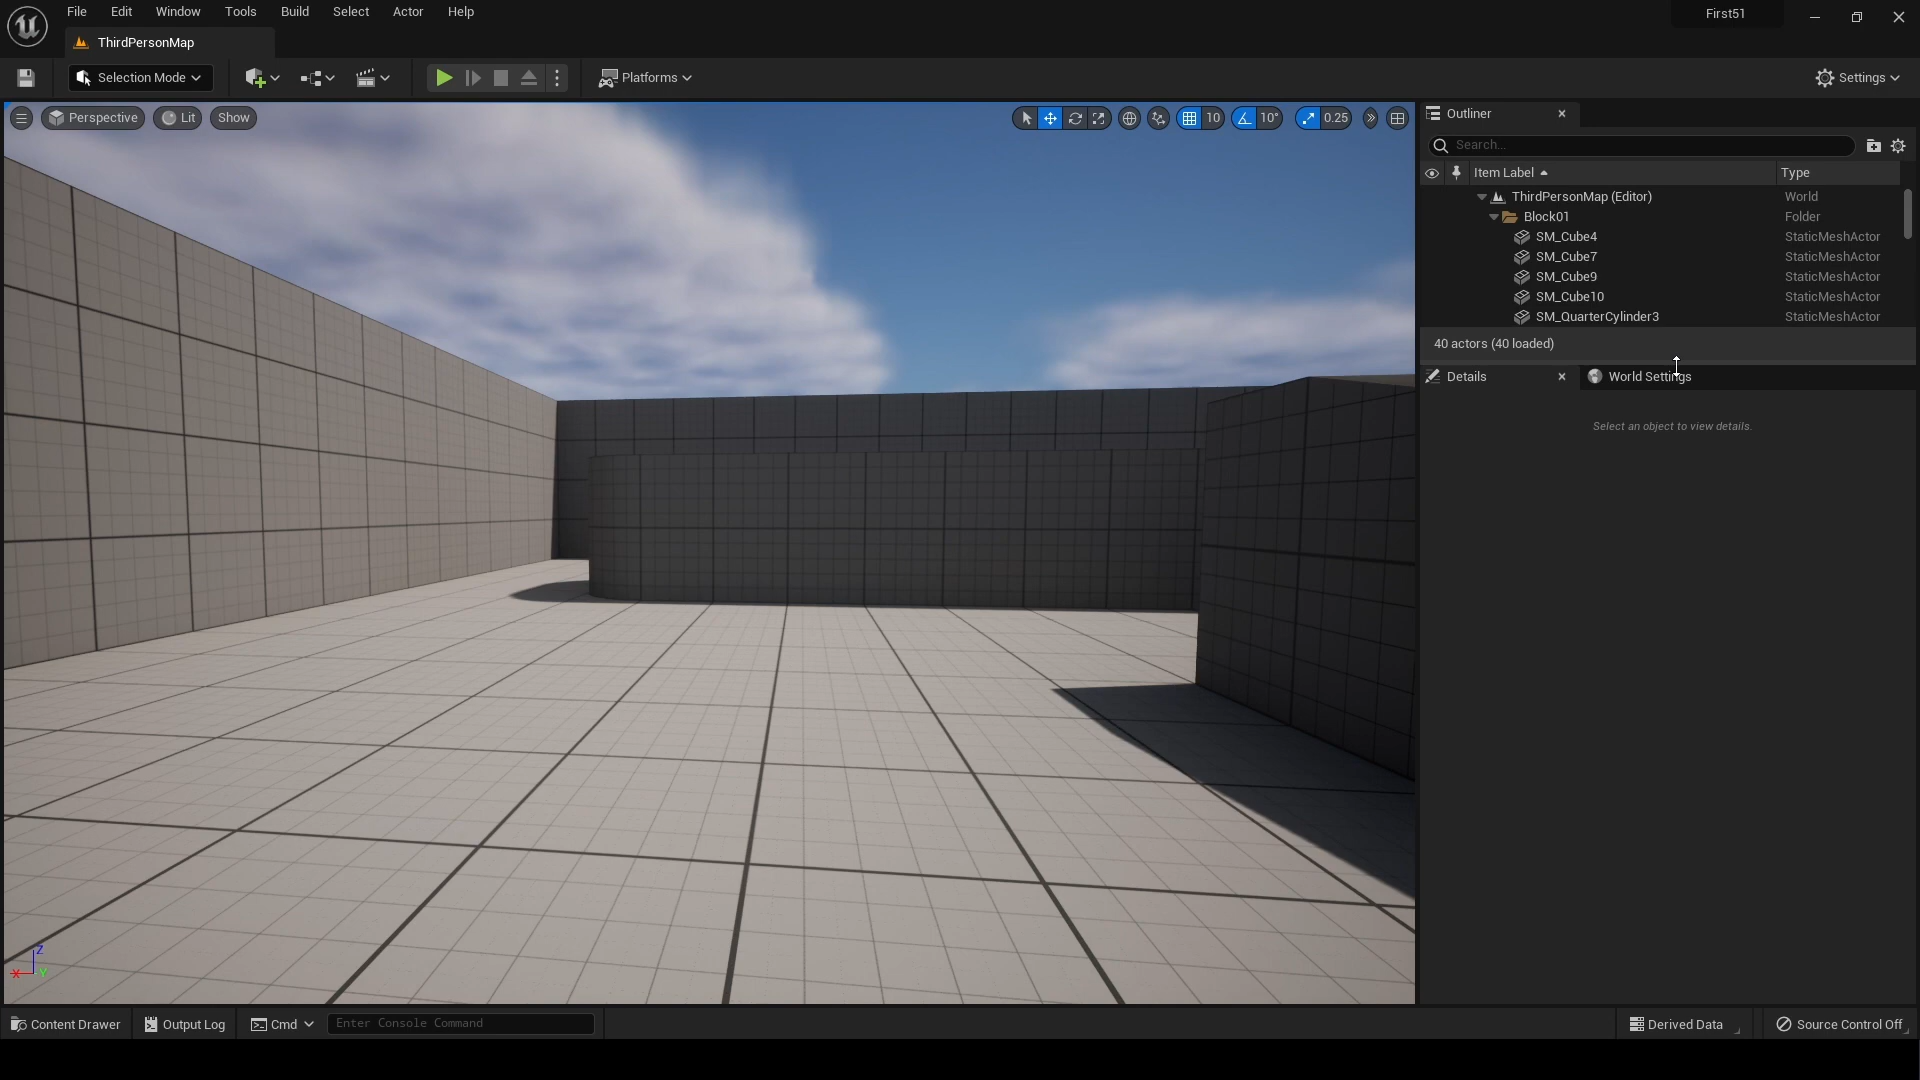 File Edit Window Tools Build Select Actor Help
First51
ThirdPersonMap
Selection Mode
Platforms
Settings
Perspective Lit Show
10 10° 0.25
Outliner
Search...
Item Label Type
ThirdPersonMap (Editor) World
Block01 Folder
SM_Cube4 StaticMeshActor
SM_Cube7 StaticMeshActor
SM_Cube9 StaticMeshActor
SM_Cube10 StaticMeshActor
SM_QuarterCylinder3 StaticMeshActor
40 actors (40 loaded)
Details World Settings
Select an object to view details.
Z
X Y
Content Drawer Output Log Cmd Enter Console Command Derived Data Source Control Off